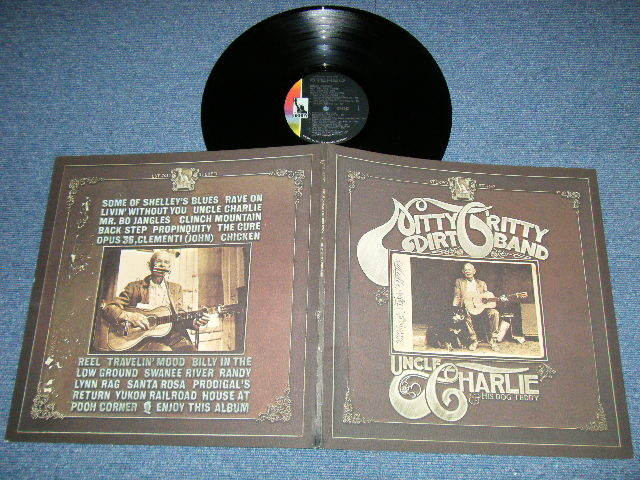 SOME OF SHELLEY'S BLUES RAVE ON
LIVIN' WITHOUT YOU UNCLE CHARLIE
MR. BO JANGLES CLINCH MOUNTAIN
BACK STEP PROPINQUITY THE CURE
OPUS 36, CLEMENTI (JOHN) CHICKEN
REEL TRAVELIN' MOOD BILLY IN THE
LOW GROUND SWANEE RIVER RANDY
LYNN RAG SANTA ROSA PRODIGAL'S
RETURN YUKON RAILROAD HOUSE AT
POOH CORNER & ENJOY THIS ALBUM
NITTY GRITTY
DIRT BAND
UNCLE
CHARLIE
& HIS DOG TEDDY
STEREO
LIBERTY